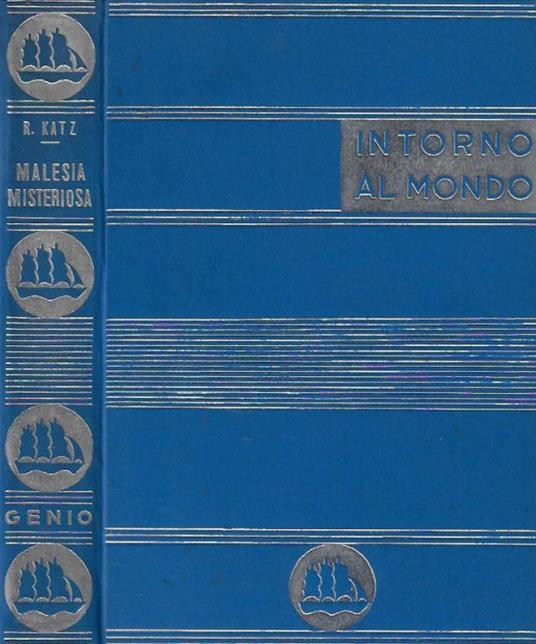 R. KATZ
MALESIA
MISTERIOSA
GENIO
INTORNO
AL MONDO